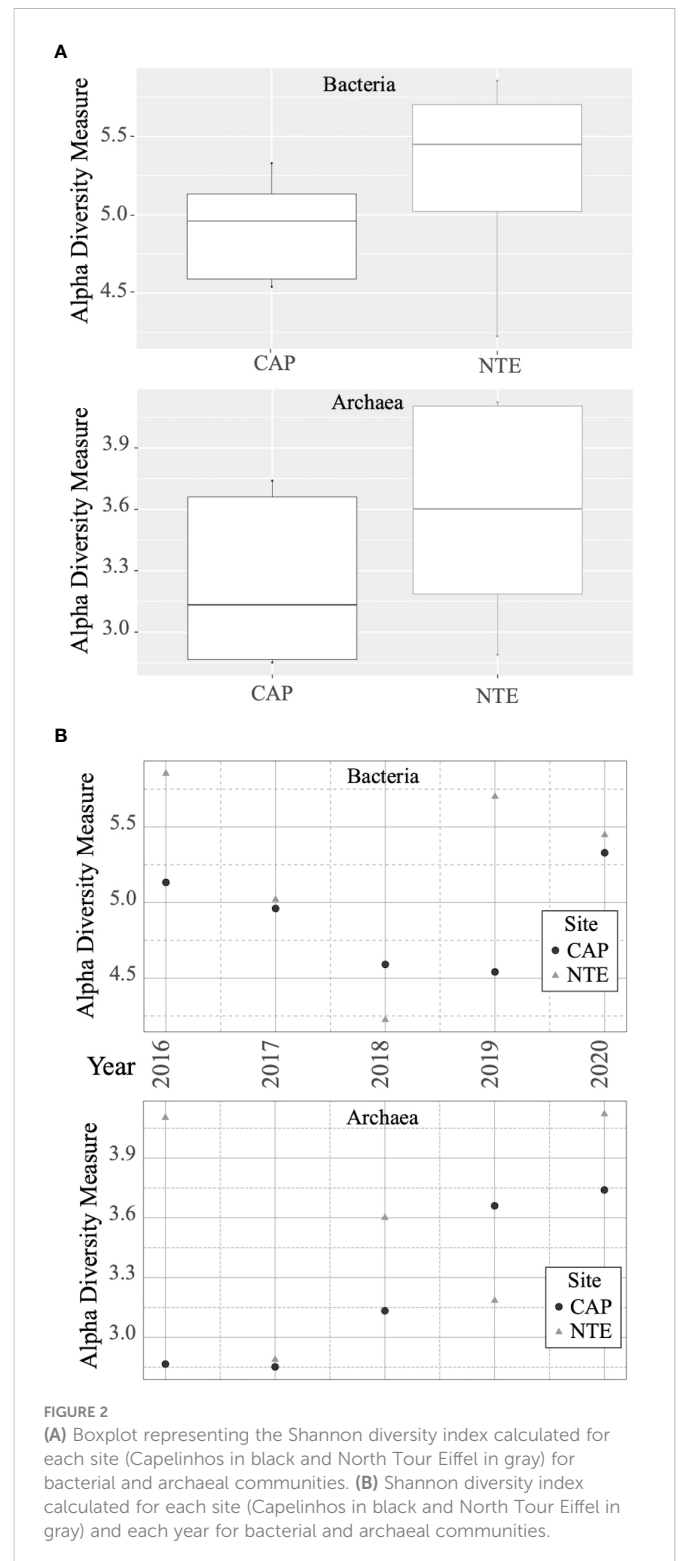 A
Bacteria
Alpha Diversity Measure
5.5
5.0
4.5
CAP
NTE
Archaea
Alpha Diversity Measure
3.9
3.6
3.3
3.0
CAP
NTE
B
Bacteria
Alpha Diversity Measure
5.5
5.0
4.5
Site
CAP
NTE
Year
2016
2017
2018
2019
2020
Archaea
Alpha Diversity Measure
3.9
3.6
3.3
3.0
Site
CAP
NTE
FIGURE 2
(A) Boxplot representing the Shannon diversity index calculated for
each site (Capelinhos in black and North Tour Eiffel in gray) for
bacterial and archaeal communities. (B) Shannon diversity index
calculated for each site (Capelinhos in black and North Tour Eiffel in
gray) and each year for bacterial and archaeal communities.